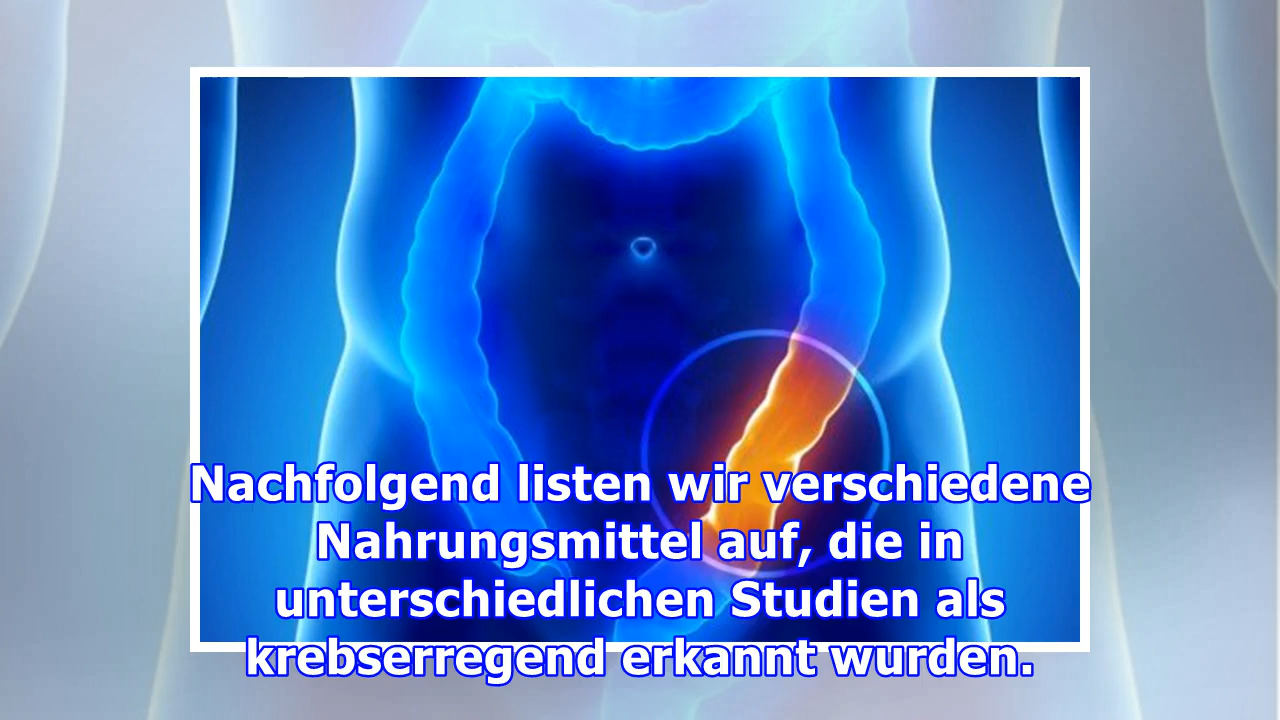 Nachfolgend listen wir verschiedene
Nahrungsmittel auf, die in
unterschiedlichen Studien als
krebserregend erkannt wurden.